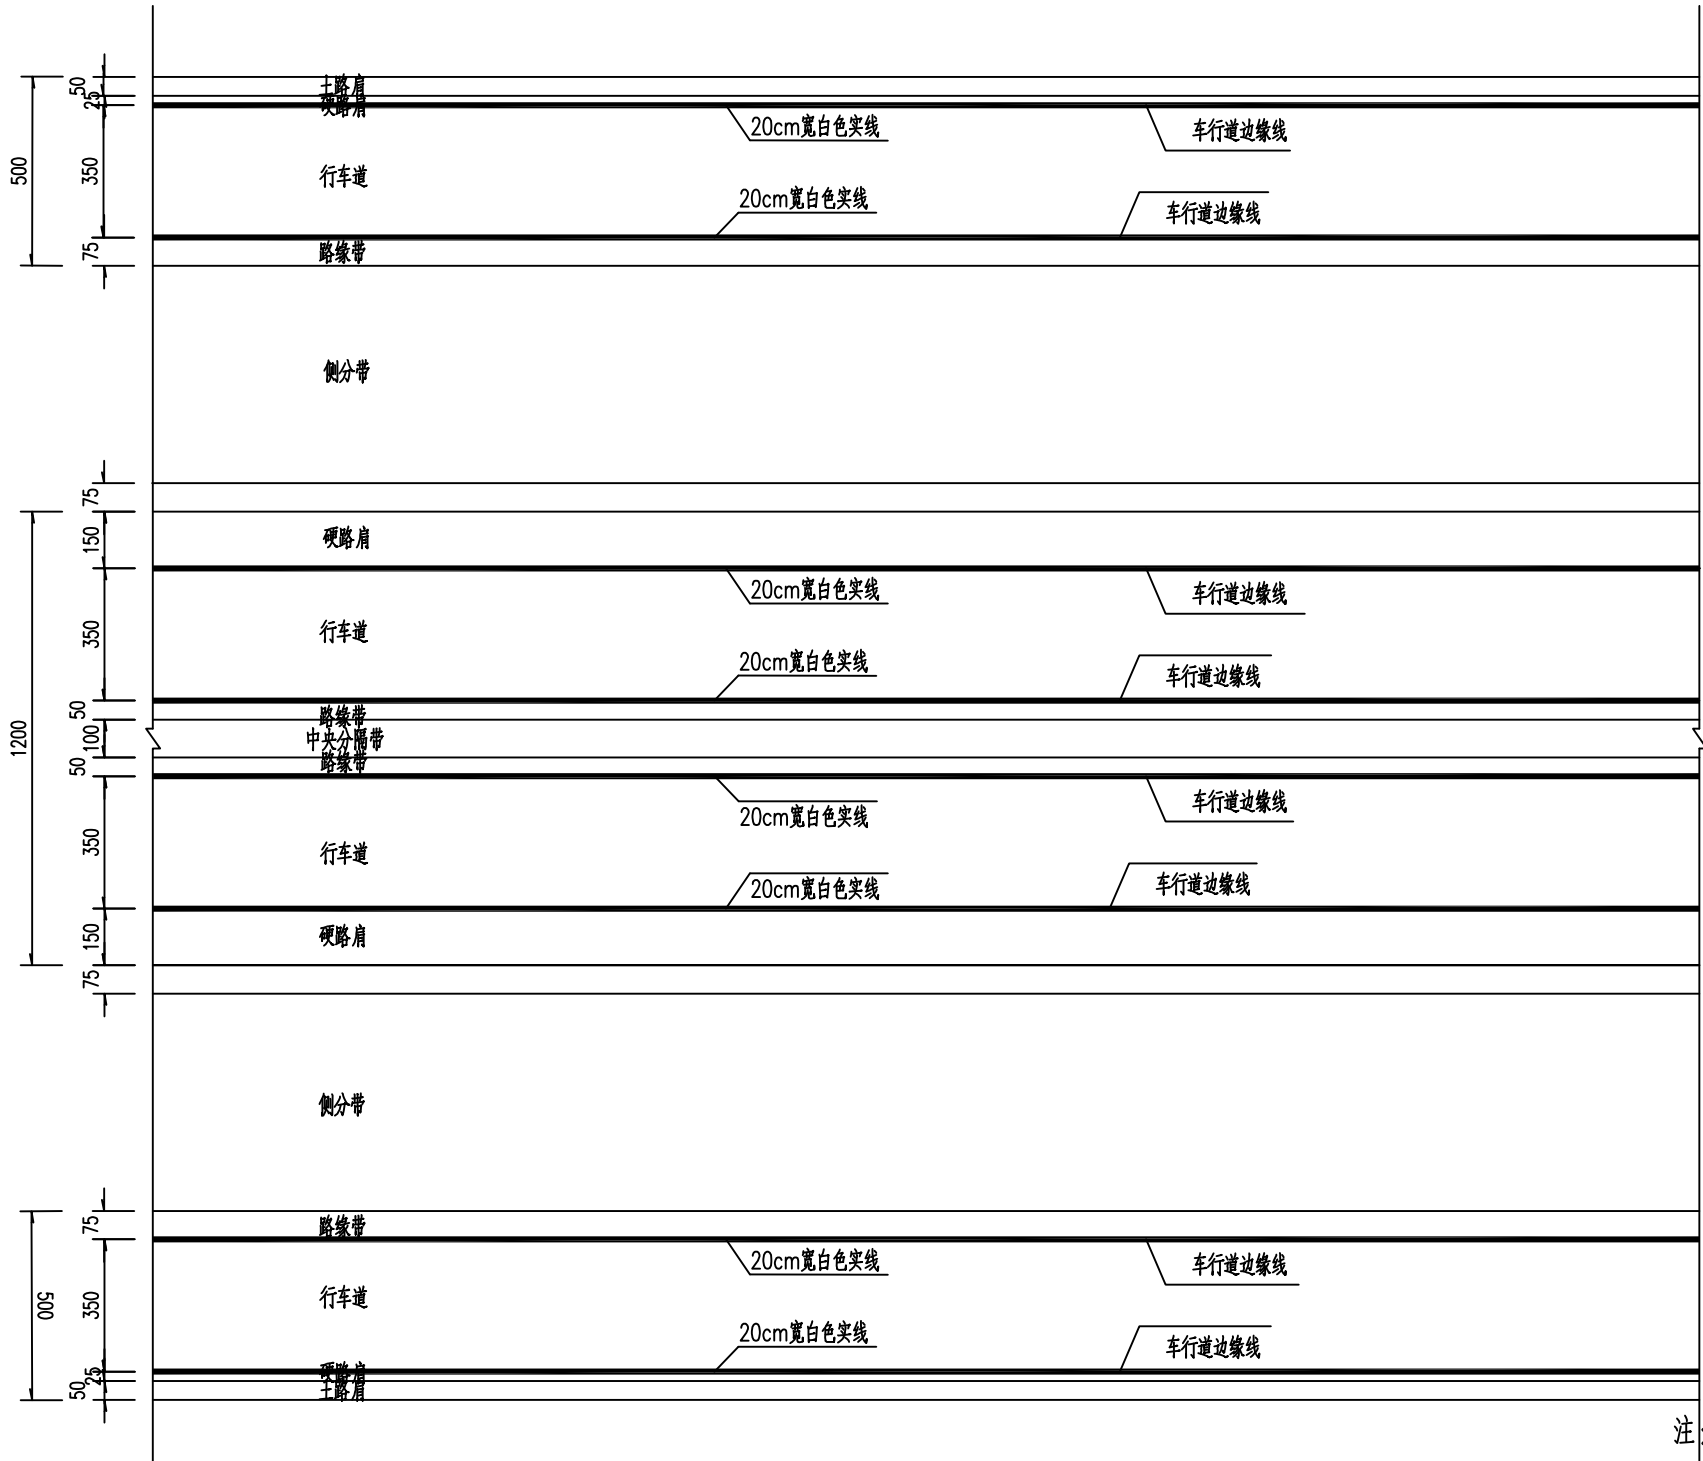 50
土路肩
25
硬路肩
20cm宽白色实线
车行道边缘线
500
350
行车道
20cm宽白色实线
车行道边缘线
75
路缘带
侧分带
75
150
硬路肩
20cm宽白色实线
车行道边缘线
350
行车道
20cm宽白色实线
车行道边缘线
50
路缘带
1200
100
中央分隔带
50
路缘带
20cm宽白色实线
车行道边缘线
350
行车道
20cm宽白色实线
车行道边缘线
150
硬路肩
75
侧分带
75
路缘带
20cm宽白色实线
车行道边缘线
500
350
行车道
20cm宽白色实线
车行道边缘线
25
硬路肩
50
土路肩
注: